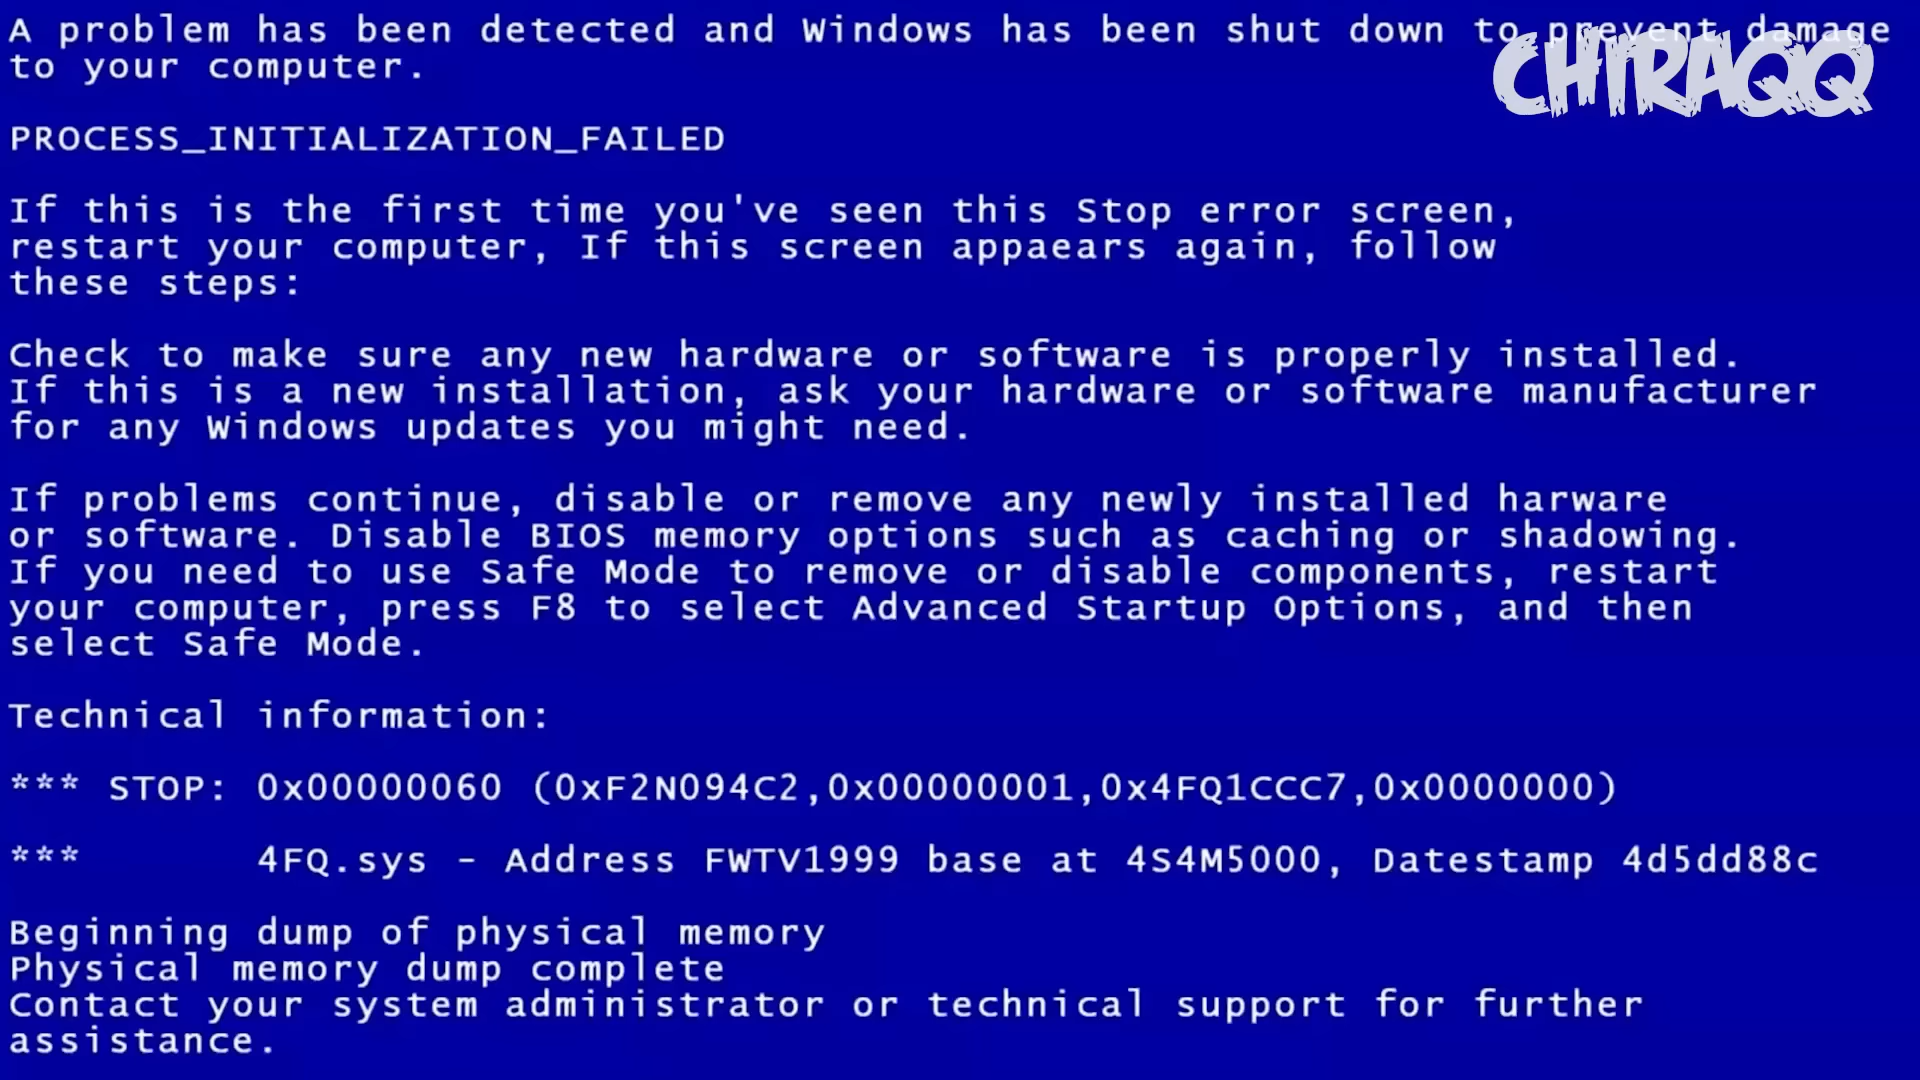 A problem has been detected and Windows has been shut down to prevent damage
to your computer.
CHIRAQQ
PROCESS_INITIALIZATION_FAILED
If this is the first time you've seen this Stop error screen,
restart your computer, If this screen appaears again, follow
these steps:
Check to make sure any new hardware or software is properly installed.
If this is a new installation, ask your hardware or software manufacturer
for any Windows updates you might need.
If problems continue, disable or remove any newly installed harware
or software. Disable BIOS memory options such as caching or shadowing.
If you need to use Safe Mode to remove or disable components, restart
your computer, press F8 to select Advanced Startup Options, and then
select Safe Mode.
Technical information:
*** STOP: 0x00000060 (0xF2N094C2,0x00000001,0x4FQ1CCC7,0x0000000)
*** 4FQ.sys - Address FWTV1999 base at 4S4M5000, Datestamp 4d5dd88c
Beginning dump of physical memory
Physical memory dump complete
Contact your system administrator or technical support for further
assistance.